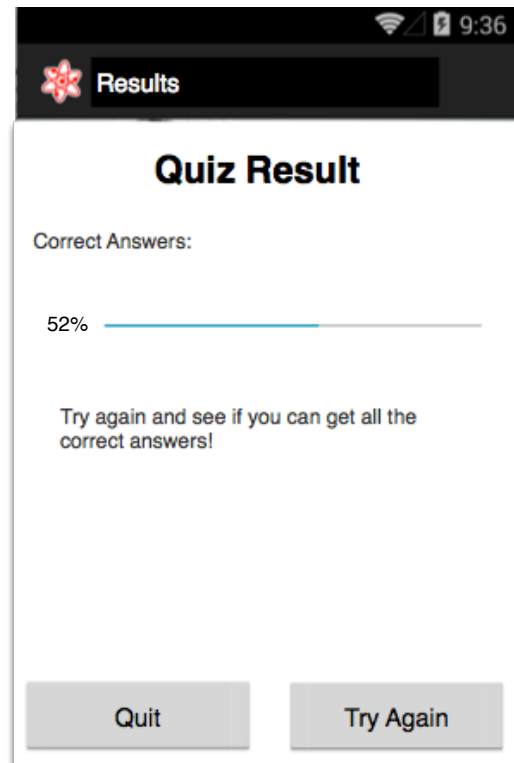 9:36
Results
Quiz Result
Correct Answers:
52%
Try again and see if you can get all the
correct answers!
Quit
Try Again